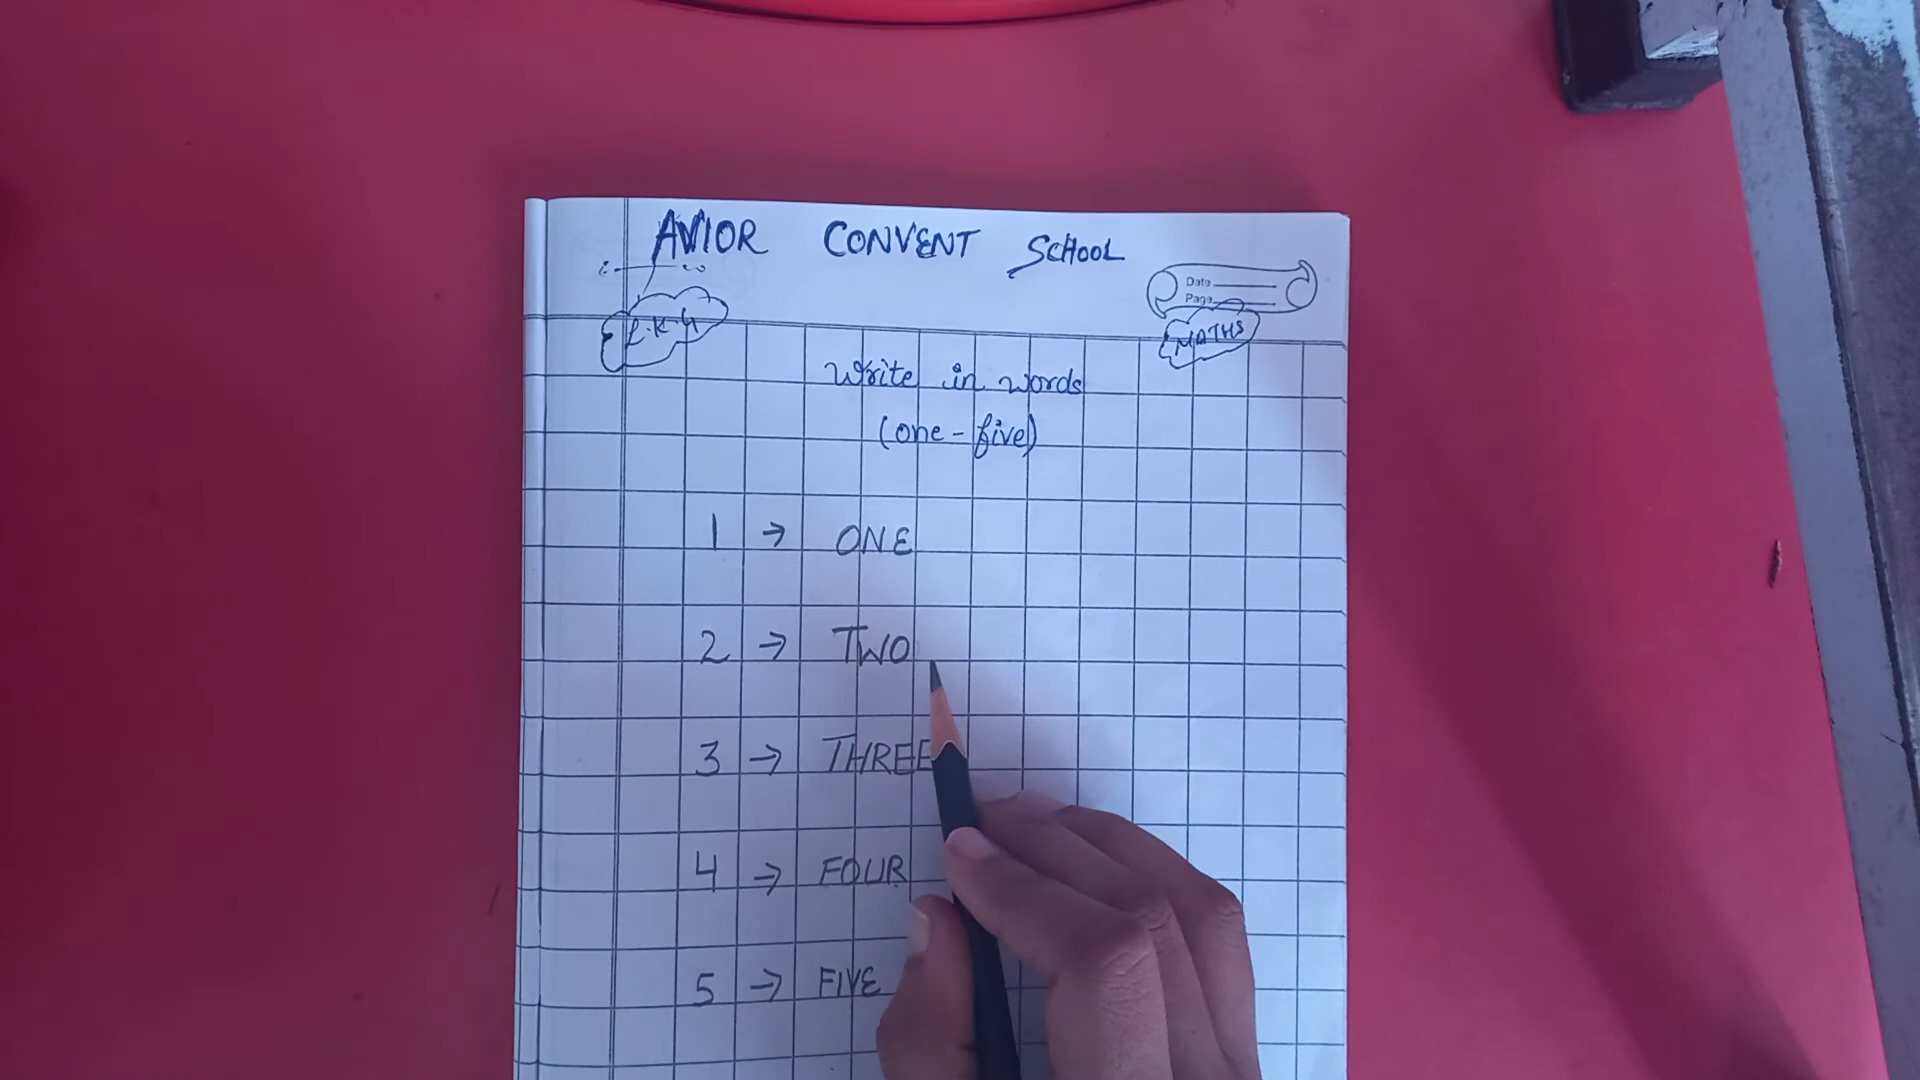 AVIOR CONVENT SCHOOL
Date
Page
L.K.G
MATHS
Write in words
(one - five)
1 → ONE
2 → TWO
3 → THREE
4 → FOUR
5 → FIVE